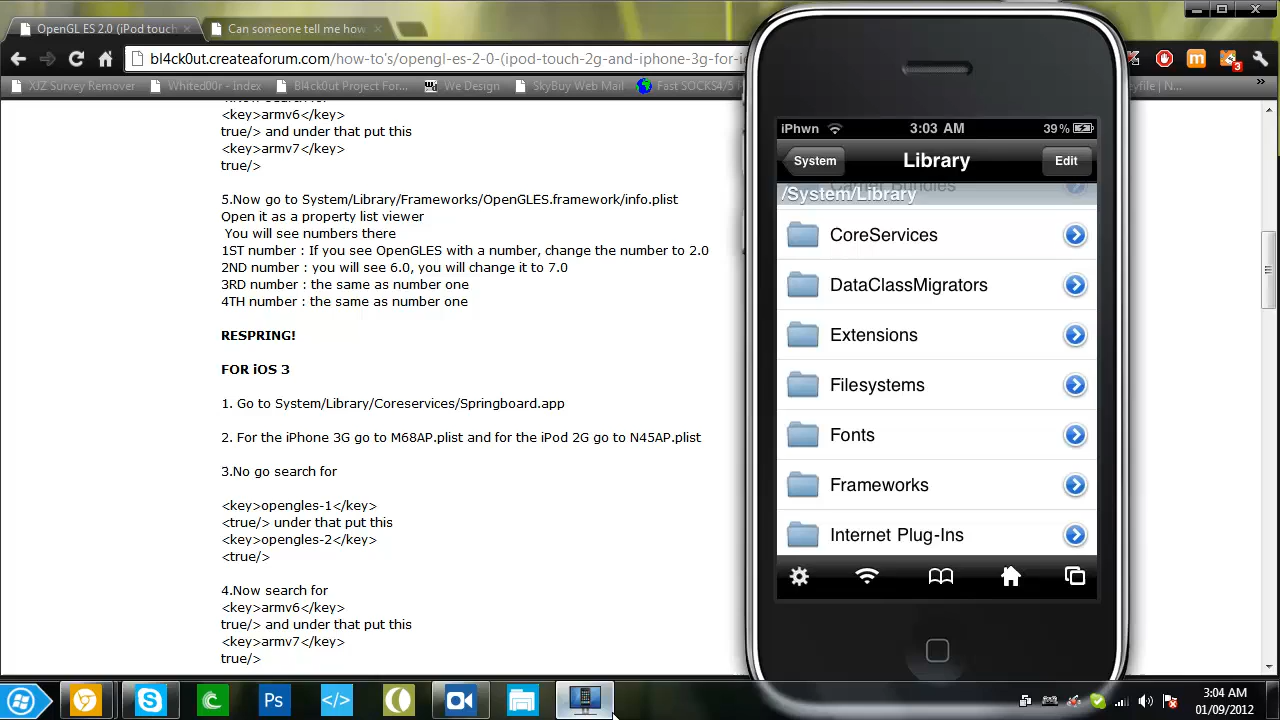 OpenGL ES 2.0 (iPod touch
Can someone tell me how
bl4ck0ut.createaforum.com/how-to's/opengl-es-2-0-(ipod-touch-2g-and-iphone-3g-for-i
m
3
XJZ Survey Remover
Whited00r - Index
Bl4ck0ut Project For...
We Design
SkyBuy Web Mail
Fast SOCKS4/5
yfile | N...
»
<key>armv6</key>
true/> and under that put this
<key>armv7</key>
true/>
5.Now go to System/Library/Frameworks/OpenGLES.framework/info.plist
Open it as a property list viewer
You will see numbers there
1ST number : If you see OpenGLES with a number, change the number to 2.0
2ND number : you will see 6.0, you will change it to 7.0
3RD number : the same as number one
4TH number : the same as number one
RESPRING!
FOR iOS 3
1. Go to System/Library/Coreservices/Springboard.app
2. For the iPhone 3G go to M68AP.plist and for the iPod 2G go to N45AP.plist
3.No go search for
<key>opengles-1</key>
<true/> under that put this
<key>opengles-2</key>
<true/>
4.Now search for
<key>armv6</key>
true/> and under that put this
<key>armv7</key>
true/>
iPhwn
3:03 AM
39%
System
Library
Edit
Carrier Bundles
/System/Library
CoreServices
DataClassMigrators
Extensions
Filesystems
Fonts
Frameworks
Internet Plug-Ins
Ps
</>
3:04 AM
01/09/2012